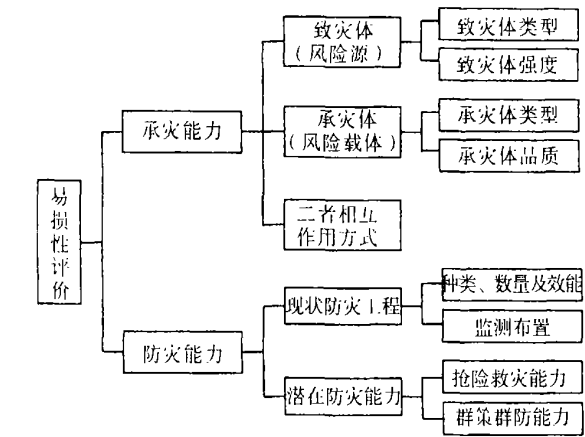 易损性评价
承灾能力
致灾体
（风险源）
致灾体类型
致灾体强度
承灾体
（风险载体）
承灾体类型
承灾体品质
二者相互
作用方式
防灾能力
现状防灾工程
种类、数量及效能
监测布置
潜在防灾能力
抢险救灾能力
群策群防能力